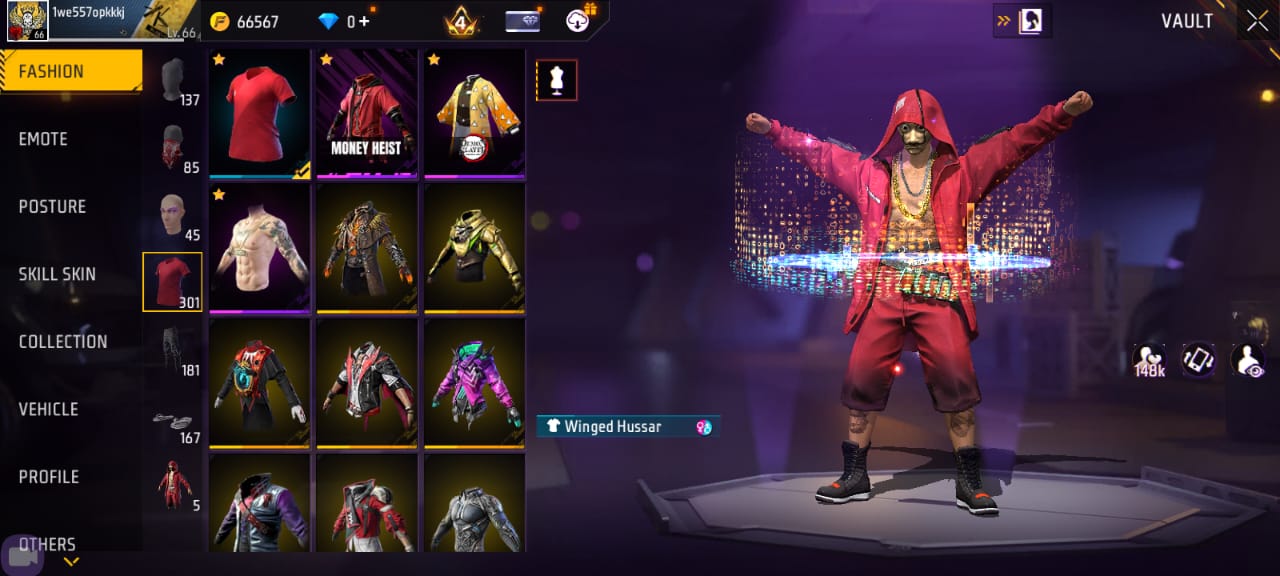 1we557opkkkj
66
Lv.66
66567
0+
4
VAULT
FASHION
EMOTE
POSTURE
SKILL SKIN
COLLECTION
VEHICLE
PROFILE
OTHERS
137
85
45
301
181
167
5
MONEY HEIST
Winged Hussar
148k